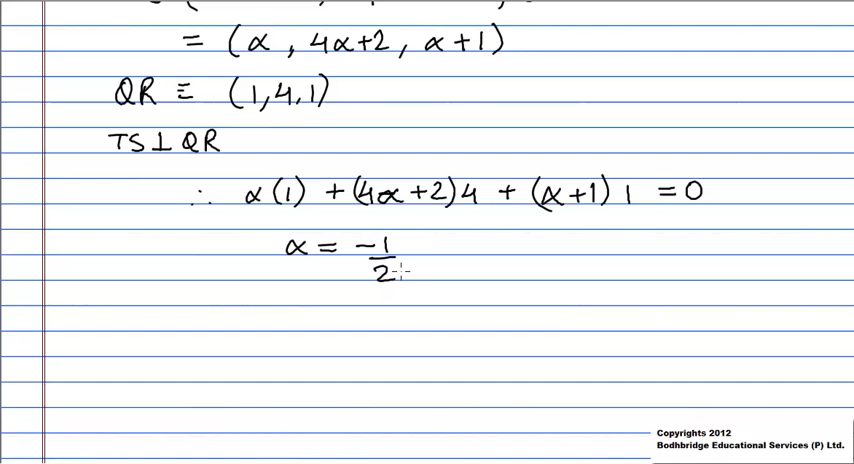 = (α , 4α+2 , α+1)
QR ≡ (1,4,1)
TS⊥QR
∴ α(1) + (4α+2)4 + (α+1) 1 = 0
α = -1/2
Copyrights 2012
Bodhbridge Educational Services (P) Ltd.